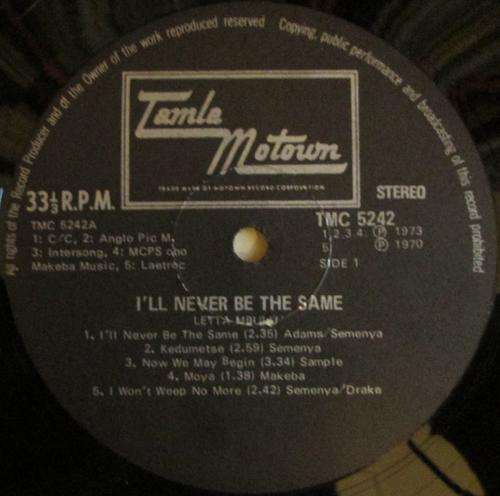 All rights of the Record Producer and of the Owner of the work reproduced reserved Copying, public performance and broadcasting of this record prohibited
Tamla
Motown
TRADE MARK OF MOTOWN RECORD CORPORATION
33⅓ R.P.M.
STEREO
TMC 5242A
1: C/C, 2: Anglo Pic M,
3: Intersong, 4: MCPS
Makeba Music, 5: Laetrec
TMC 5242
1,2,3,4, Ⓟ 1973
5) Ⓟ 1970
SIDE 1
I'LL NEVER BE THE SAME
LETTA MBULU
1. I'll Never Be The Same (2.35) Adams/Semenya
2. Kedumetse (2.59) Semenya
3. Now We May Begin (3.34) Sample
4. Moya (1.38) Makeba
5. I Won't Weep No More (2.42) Semenya/Drake